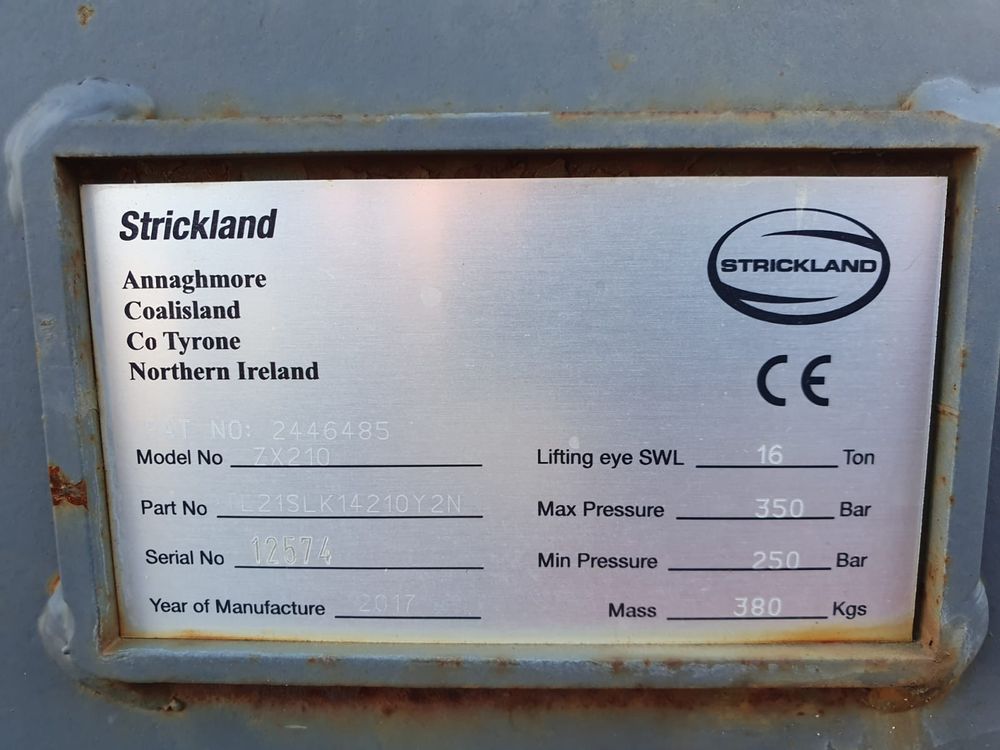 Strickland
STRICKLAND
Annaghmore
Coalisland
Co Tyrone
Northern Ireland
CE
PAT NO: 2446485
Model No ZX210
Part No E21SLK14210Y2N
Serial No 12574
Year of Manufacture 2017
Lifting eye SWL 16 Ton
Max Pressure 350 Bar
Min Pressure 250 Bar
Mass 380 Kgs